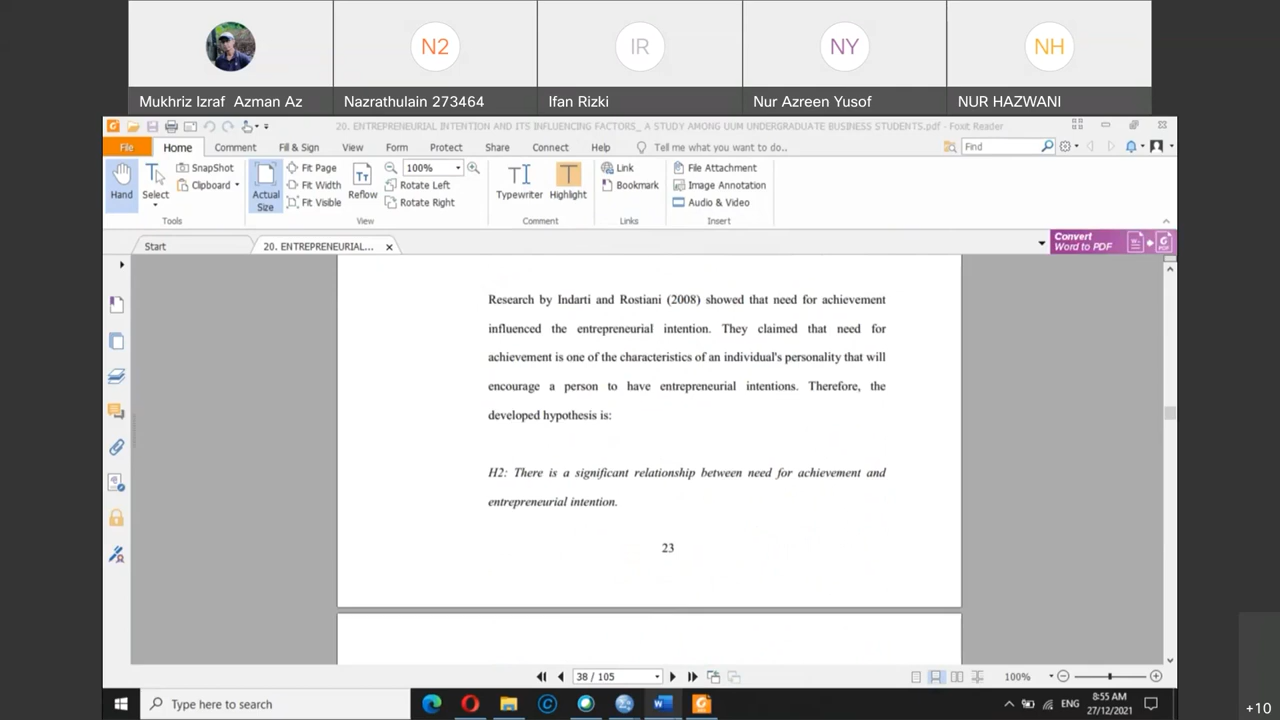 N2
IR
NY
NH
Mukhriz Izraf Azman Az
Nazrathulain 273464
Ifan Rizki
Nur Azreen Yusof
NUR HAZWANI
20. ENTREPRENEURIAL INTENTION AND ITS INFLUENCING FACTORS_ A STUDY AMONG UUM UNDERGRADUATE BUSINESS STUDENTS.pdf - Foxit Reader
File Home Comment Fill & Sign View Form Protect Share Connect Help Tell me what you want to do.. Find
Hand
Select
SnapShot
Clipboard
Tools
Actual Size
Fit Page
Fit Width
Fit Visible
Reflow
100%
Rotate Left
Rotate Right
View
Typewriter
Highlight
Comment
Link
Bookmark
Links
File Attachment
Image Annotation
Audio & Video
Insert
Start
20. ENTREPRENEURIAL...
Convert
Word to PDF
Research by Indarti and Rostiani (2008) showed that need for achievement
influenced the entrepreneurial intention. They claimed that need for
achievement is one of the characteristics of an individual's personality that will
encourage a person to have entrepreneurial intentions. Therefore, the
developed hypothesis is:
H2: There is a significant relationship between need for achievement and
entrepreneurial intention.
23
38 / 105
100%
Type here to search
ENG
8:55 AM
27/12/2021
+10